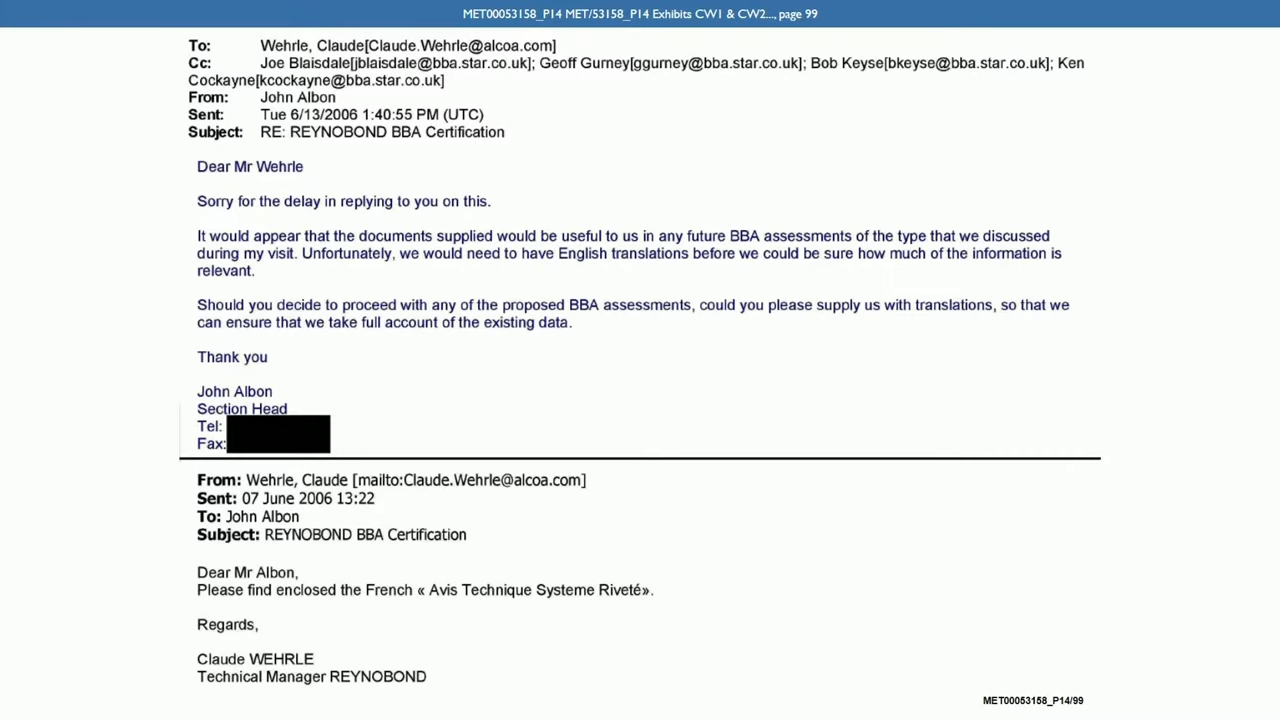 MET00053158_P14 MET/53158_P14 Exhibits CW1 & CW2..., page 99
To: Wehrle, Claude[Claude.Wehrle@alcoa.com]
Cc: Joe Blaisdale[jblaisdale@bba.star.co.uk]; Geoff Gurney[ggurney@bba.star.co.uk]; Bob Keyse[bkeyse@bba.star.co.uk]; Ken
Cockayne[kcockayne@bba.star.co.uk]
From: John Albon
Sent: Tue 6/13/2006 1:40:55 PM (UTC)
Subject: RE: REYNOBOND BBA Certification
Dear Mr Wehrle
Sorry for the delay in replying to you on this.
It would appear that the documents supplied would be useful to us in any future BBA assessments of the type that we discussed
during my visit. Unfortunately, we would need to have English translations before we could be sure how much of the information is
relevant.
Should you decide to proceed with any of the proposed BBA assessments, could you please supply us with translations, so that we
can ensure that we take full account of the existing data.
Thank you
John Albon
Section Head
Tel:
Fax:
From: Wehrle, Claude [mailto:Claude.Wehrle@alcoa.com]
Sent: 07 June 2006 13:22
To: John Albon
Subject: REYNOBOND BBA Certification
Dear Mr Albon,
Please find enclosed the French « Avis Technique Systeme Riveté».
Regards,
Claude WEHRLE
Technical Manager REYNOBOND
MET00053158_P14/99